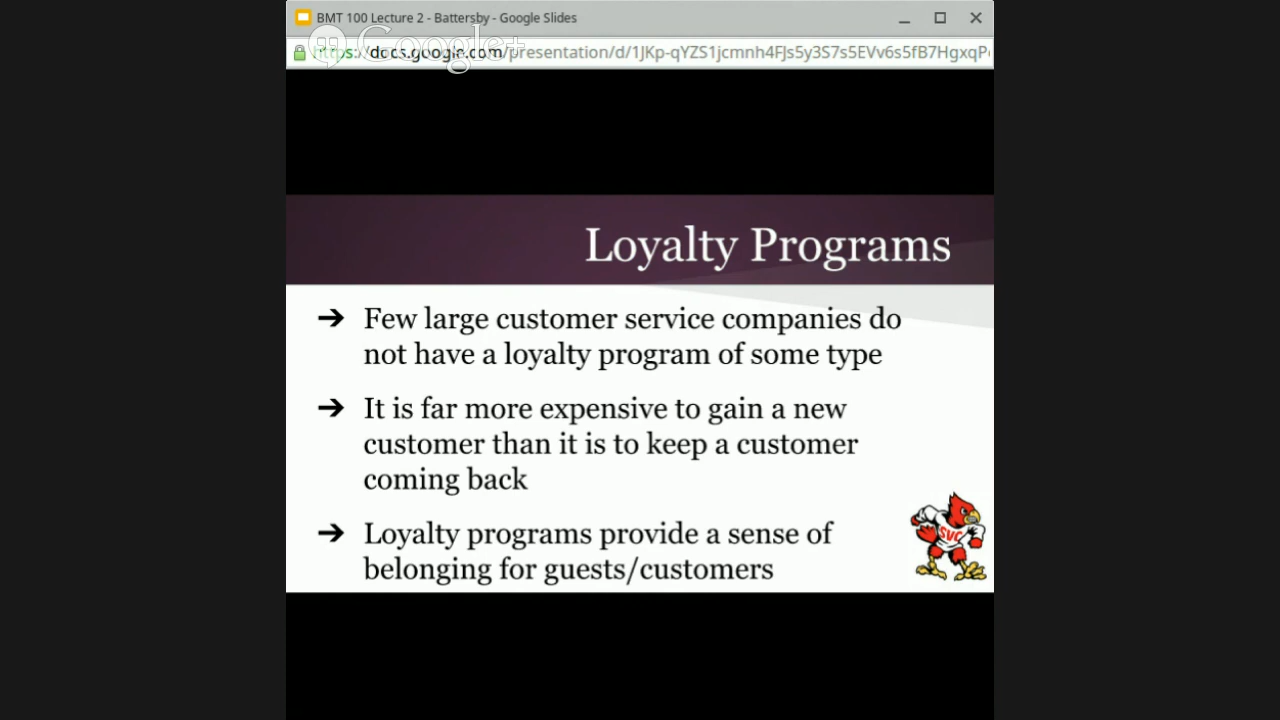 BMT 100 Lecture 2 - Battersby - Google Slides
Google+
https://docs.google.com/presentation/d/1JKp-qYZS1jcmnh4FJs5y3S7s5EVv6s5fB7HgxqP
Loyalty Programs
➔ Few large customer service companies do
not have a loyalty program of some type
➔ It is far more expensive to gain a new
customer than it is to keep a customer
coming back
➔ Loyalty programs provide a sense of
belonging for guests/customers
SVC